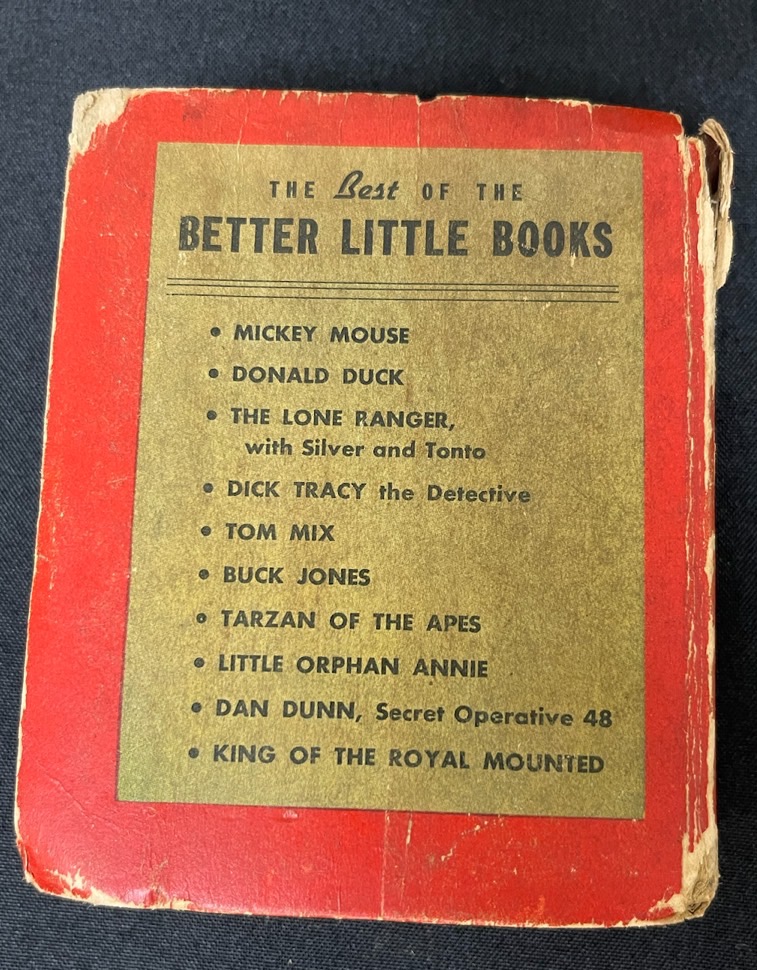 THE Best OF THE
BETTER LITTLE BOOKS
• MICKEY MOUSE
• DONALD DUCK
• THE LONE RANGER,
with Silver and Tonto
• DICK TRACY the Detective
• TOM MIX
• BUCK JONES
• TARZAN OF THE APES
• LITTLE ORPHAN ANNIE
• DAN DUNN, Secret Operative 48
• KING OF THE ROYAL MOUNTED